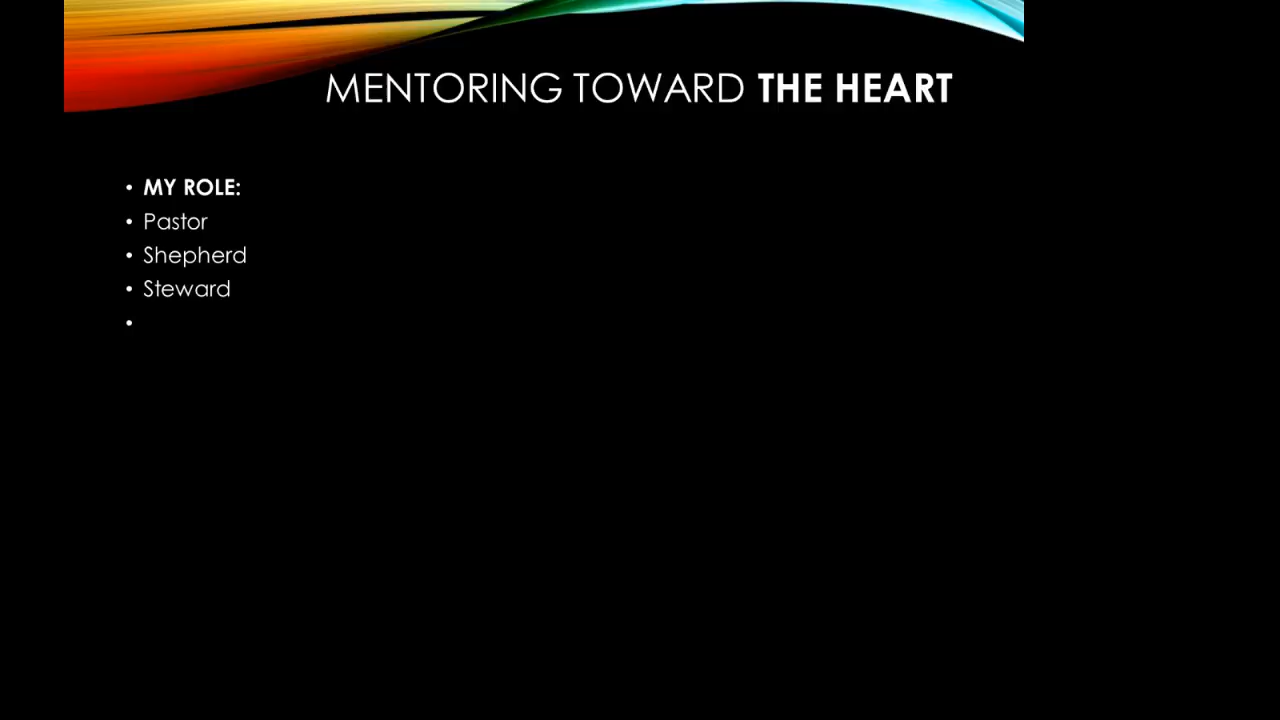 MENTORING TOWARD THE HEART
• MY ROLE:
• Pastor
• Shepherd
• Steward
•